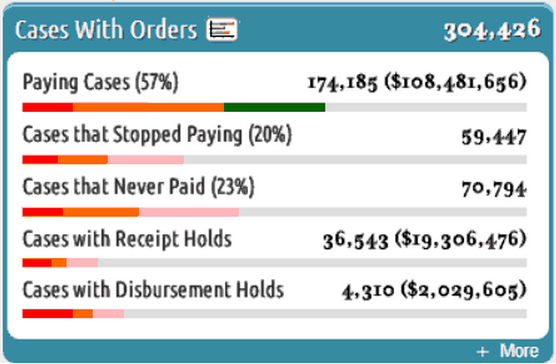 Cases With Orders 304,426
Paying Cases (57%) 174,185 ($108,481,656)
Cases that Stopped Paying (20%) 59,447
Cases that Never Paid (23%) 70,794
Cases with Receipt Holds 36,543 ($19,306,476)
Cases with Disbursement Holds 4,310 ($2,029,605)
+ More